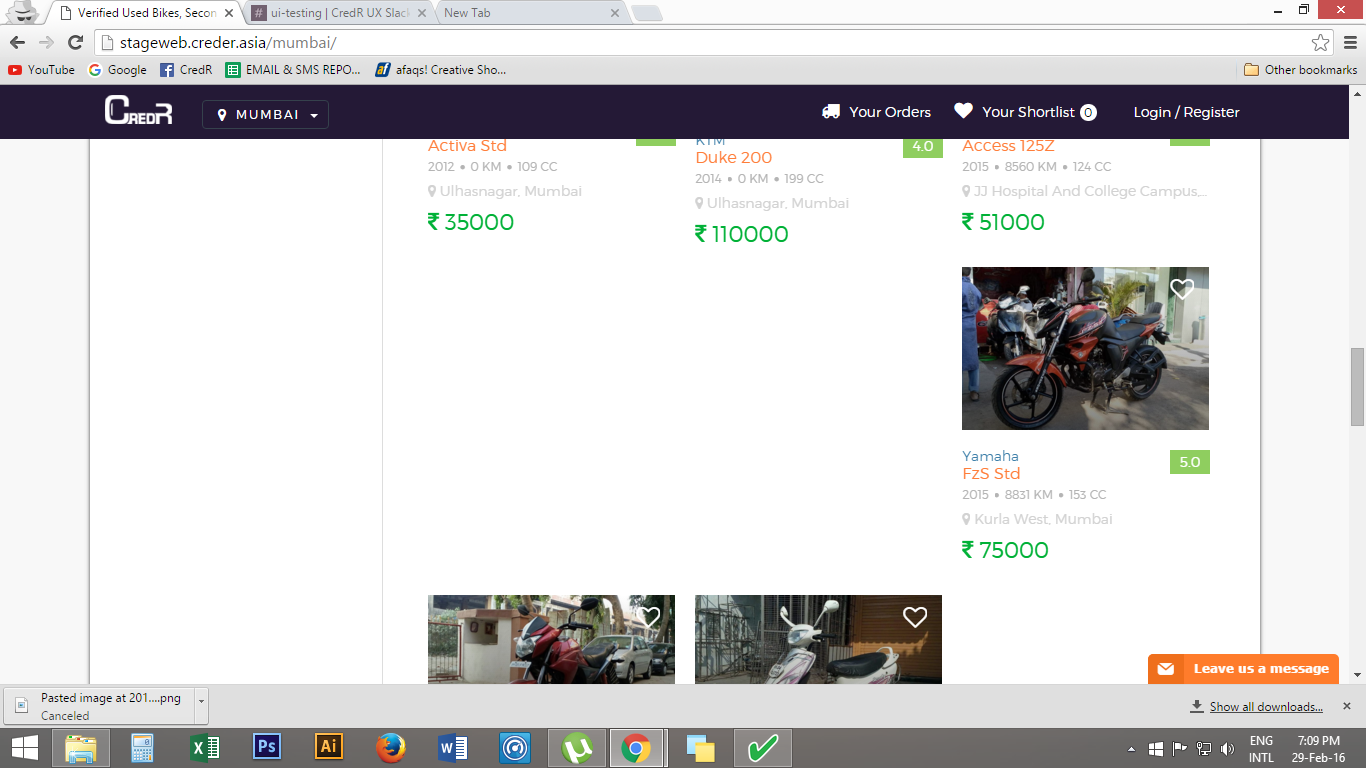 Verified Used Bikes, Secon
ui-testing | CredR UX Slack
New Tab
stageweb.creder.asia/mumbai/
YouTube
Google
CredR
EMAIL & SMS REPO...
afaqs! Creative Sho...
Other bookmarks
CREDR
MUMBAI
Your Orders
Your Shortlist 0
Login / Register
Activa Std
2012 • 0 KM • 109 CC
Ulhasnagar, Mumbai
₹ 35000
KTM
Duke 200
4.0
2014 • 0 KM • 199 CC
Ulhasnagar, Mumbai
₹ 110000
Access 125Z
2015 • 8560 KM • 124 CC
JJ Hospital And College Campus,...
₹ 51000
Yamaha
FzS Std
5.0
2015 • 8831 KM • 153 CC
Kurla West, Mumbai
₹ 75000
Leave us a message
Pasted image at 201....png
Canceled
Show all downloads...
Ps
Ai
ENG
INTL
7:09 PM
29-Feb-16